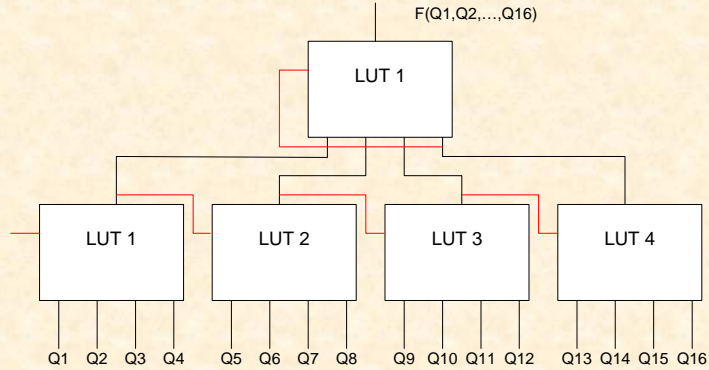 F(Q1,Q2,...,Q16)
LUT 1
LUT 1 LUT 2 LUT 3 LUT 4
Q1 Q2 Q3 Q4 Q5 Q6 Q7 Q8 Q9 Q10 Q11 Q12 Q13 Q14 Q15 Q16